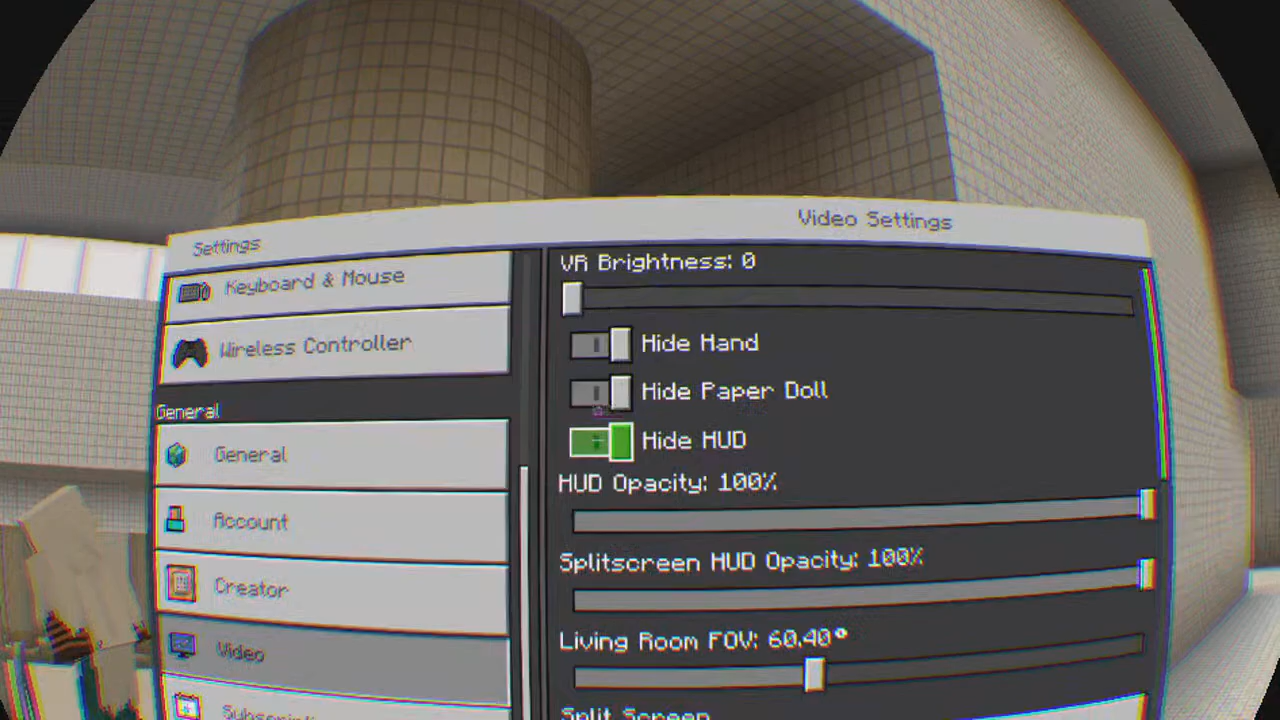 Settings
Video Settings
Keyboard & Mouse
Wireless Controller
General
General
Account
Creator
Video
VR Brightness: 0
Hide Hand
Hide Paper Doll
Hide HUD
HUD Opacity: 100%
Splitscreen HUD Opacity: 100%
Living Room FOV: 60.40°
Split Screen